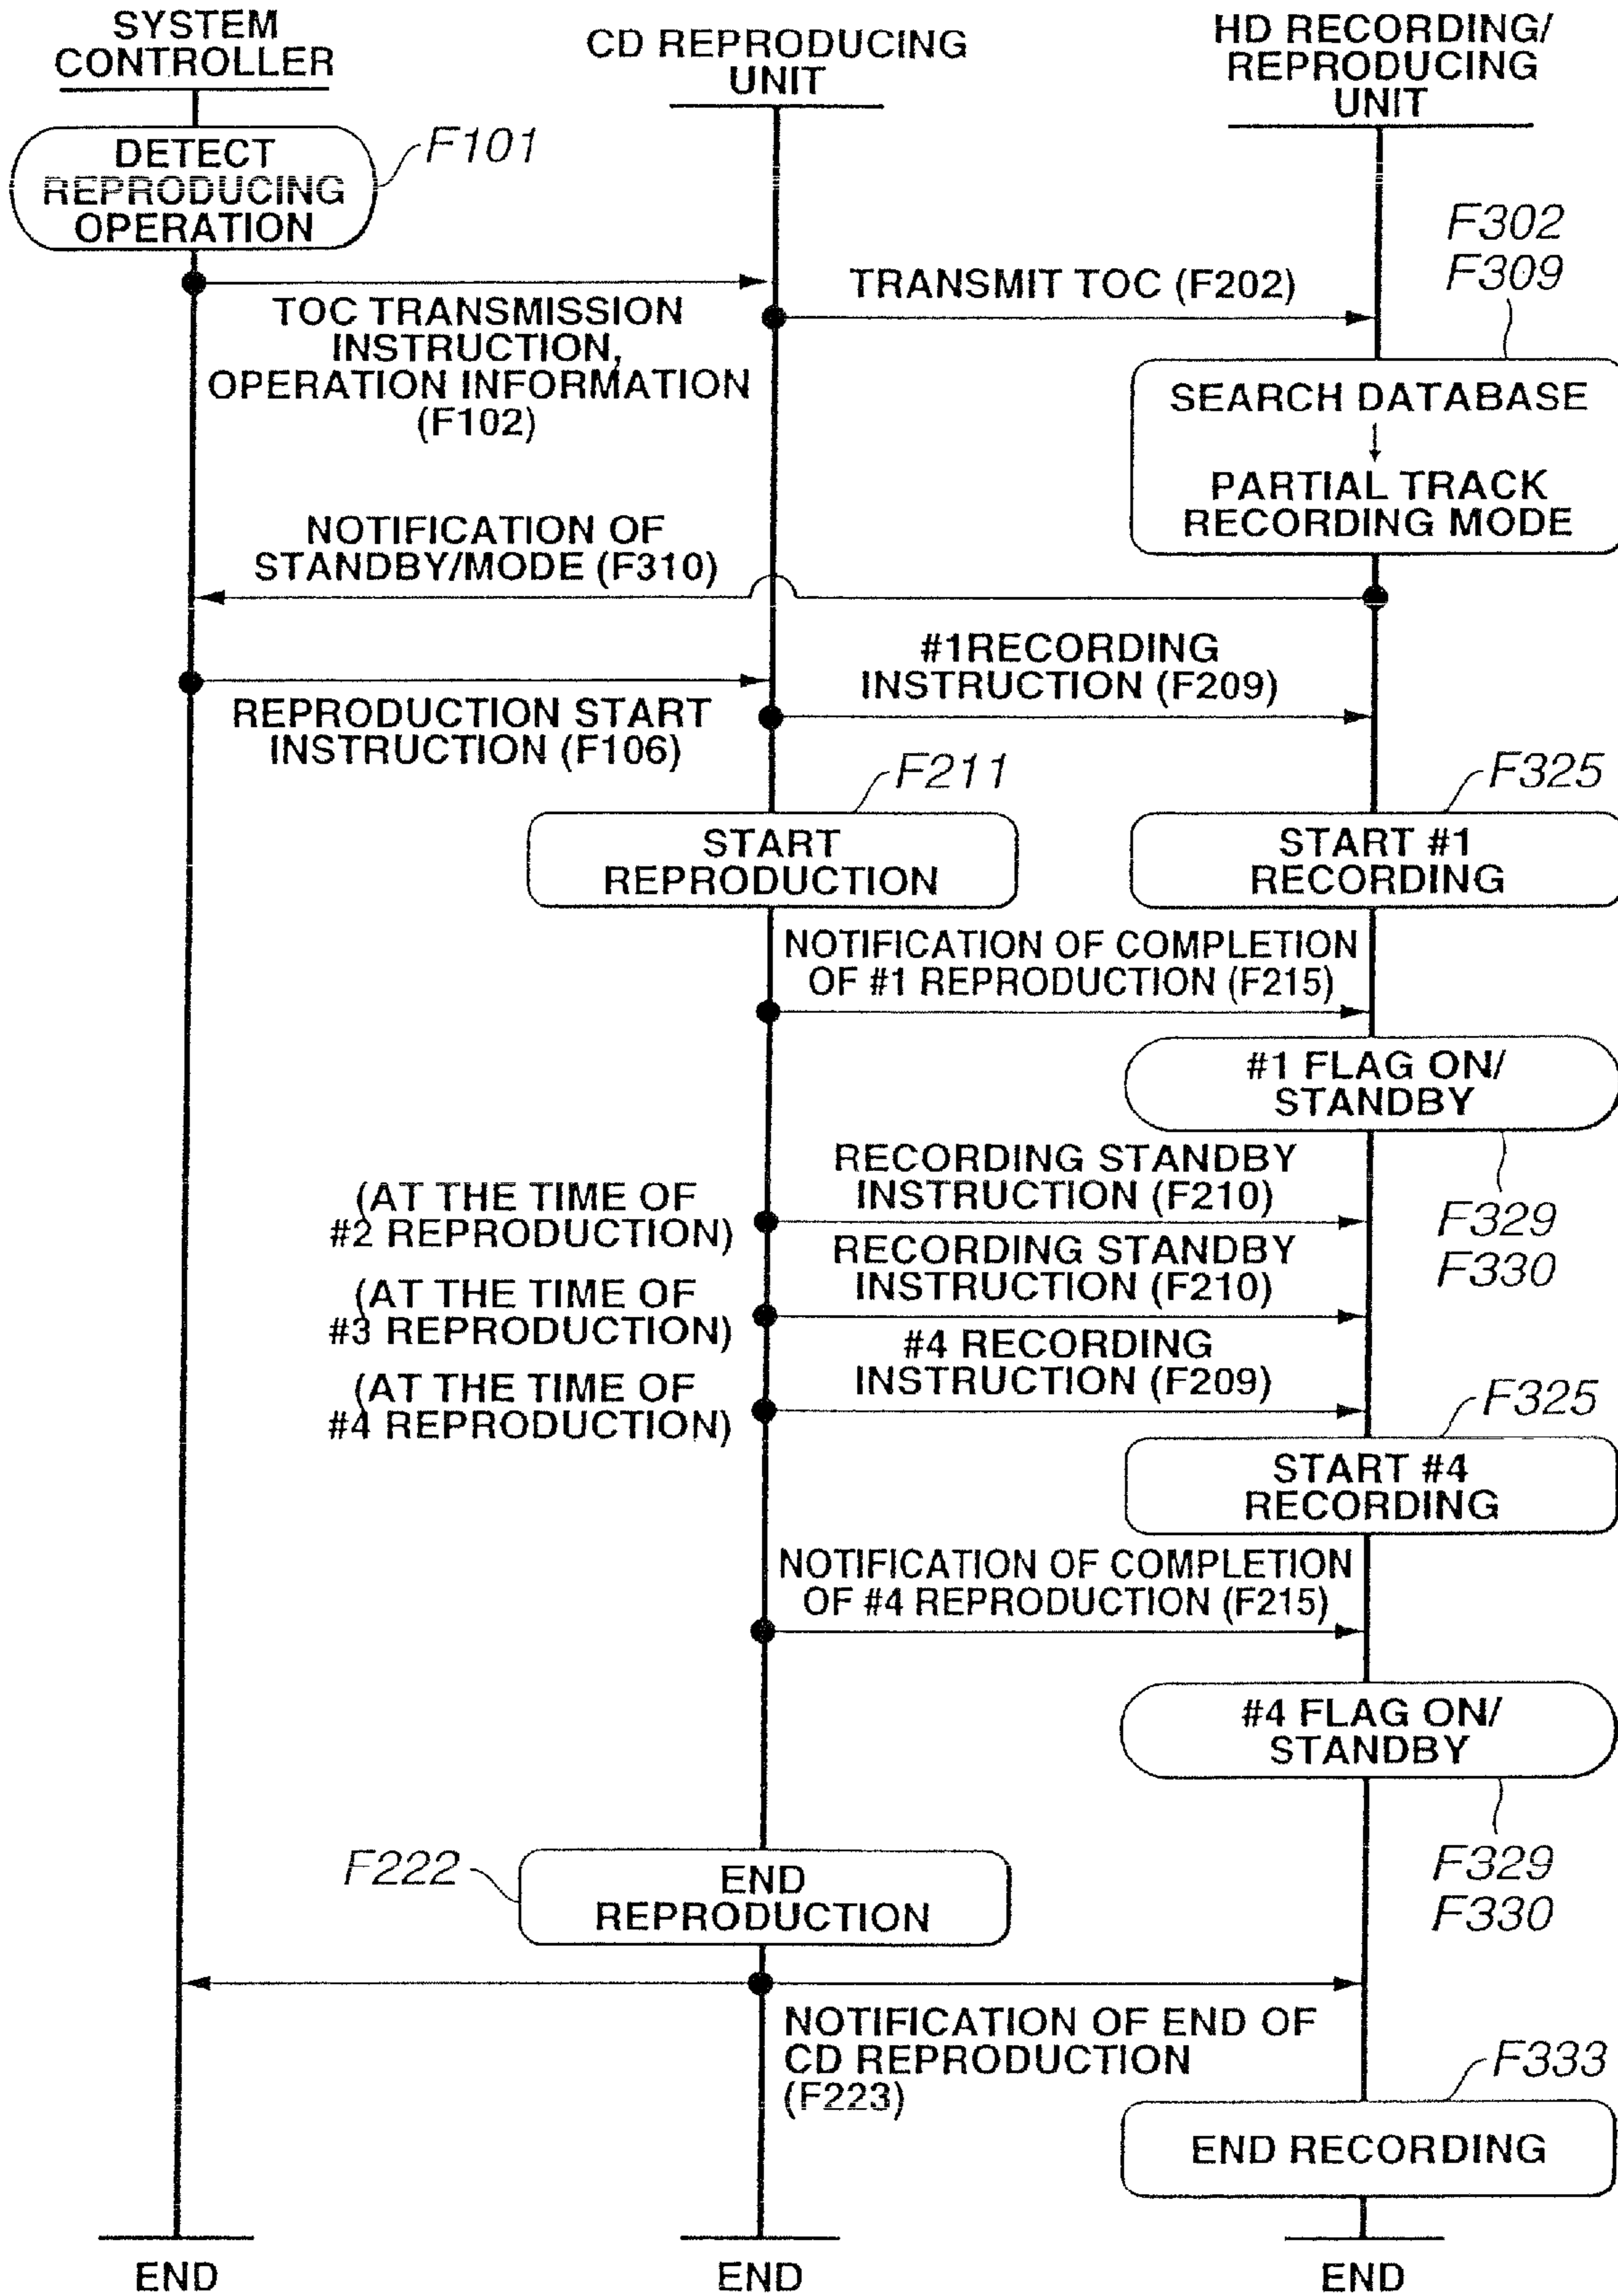 SYSTEM
CONTROLLER
CD REPRODUCING
UNIT
HD RECORDING/
REPRODUCING
UNIT
DETECT
REPRODUCING
OPERATION
F101
F302
F309
TRANSMIT TOC (F202)
TOC TRANSMISSION
INSTRUCTION,
OPERATION INFORMATION
(F102)
SEARCH DATABASE
PARTIAL TRACK
RECORDING MODE
NOTIFICATION OF
STANDBY/MODE (F310)
#1RECORDING
INSTRUCTION (F209)
REPRODUCTION START
INSTRUCTION (F106)
F211
F325
START
REPRODUCTION
START #1
RECORDING
NOTIFICATION OF COMPLETION
OF #1 REPRODUCTION (F215)
#1 FLAG ON/
STANDBY
F329
F330
(AT THE TIME OF
#2 REPRODUCTION)
RECORDING STANDBY
INSTRUCTION (F210)
(AT THE TIME OF
#3 REPRODUCTION)
RECORDING STANDBY
INSTRUCTION (F210)
(AT THE TIME OF
#4 REPRODUCTION)
#4 RECORDING
INSTRUCTION (F209)
F325
START #4
RECORDING
NOTIFICATION OF COMPLETION
OF #4 REPRODUCTION (F215)
#4 FLAG ON/
STANDBY
F329
F330
F222
END
REPRODUCTION
NOTIFICATION OF END OF
CD REPRODUCTION
(F223)
F333
END RECORDING
END
END
END